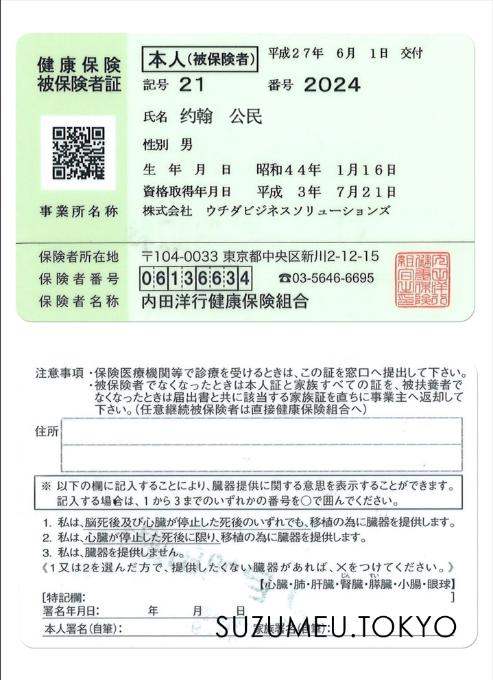 健康保険
被保険者証
本人(被保険者)
平成27年 6月 1日 交付
記号 21 番号 2024
氏名 约翰 公民
性別 男
生年月日 昭和44年 1月16日
資格取得年月日 平成 3年 7月21日
事業所名称 株式会社 ウチダビジネスソリューションズ
保険者所在地 〒104-0033 東京都中央区新川2-12-15
保険者番号 06136634 ☎03-5646-6695
保険者名称 内田洋行健康保険組合
注意事項 ・保険医療機関等で診療を受けるときは、この証を窓口へ提出して下さい。
・被保険者でなくなったときは本人証と家族すべての証を、被扶養者で
なくなったときは届出書と共に該当する家族証を直ちに事業主へ返却して
下さい。(任意継続被保険者は直接健康保険組合へ)
住所
※ 以下の欄に記入することにより、臓器提供に関する意思を表示することができます。
記入する場合は、1から3までのいずれかの番号を○で囲んでください。
1. 私は、脳死後及び心臓が停止した死後のいずれでも、移植の為に臓器を提供します。
2. 私は、心臓が停止した死後に限り、移植の為に臓器を提供します。
3. 私は、臓器を提供しません。
《1又は2を選んだ方で、提供したくない臓器があれば、×をつけてください。》
【心臓・肺・肝臓・腎臓・膵臓・小腸・眼球】
[特記欄: ]
署名年月日: 年 月 日
本人署名(自筆): 家族署名(自筆):
SUZUMEU.TOKYO